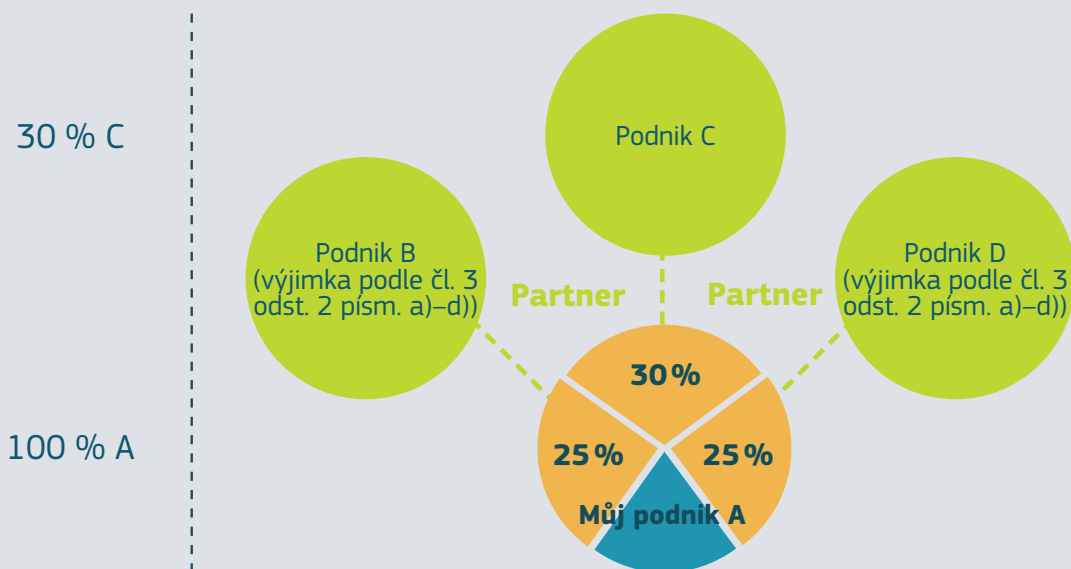 30 % C
Podnik C
Podnik B
(výjimka podle čl. 3
odst. 2 písm. a)–d))
Podnik D
(výjimka podle čl. 3
odst. 2 písm. a)–d))
Partner
Partner
30 %
100 % A
25 %
25 %
Můj podnik A